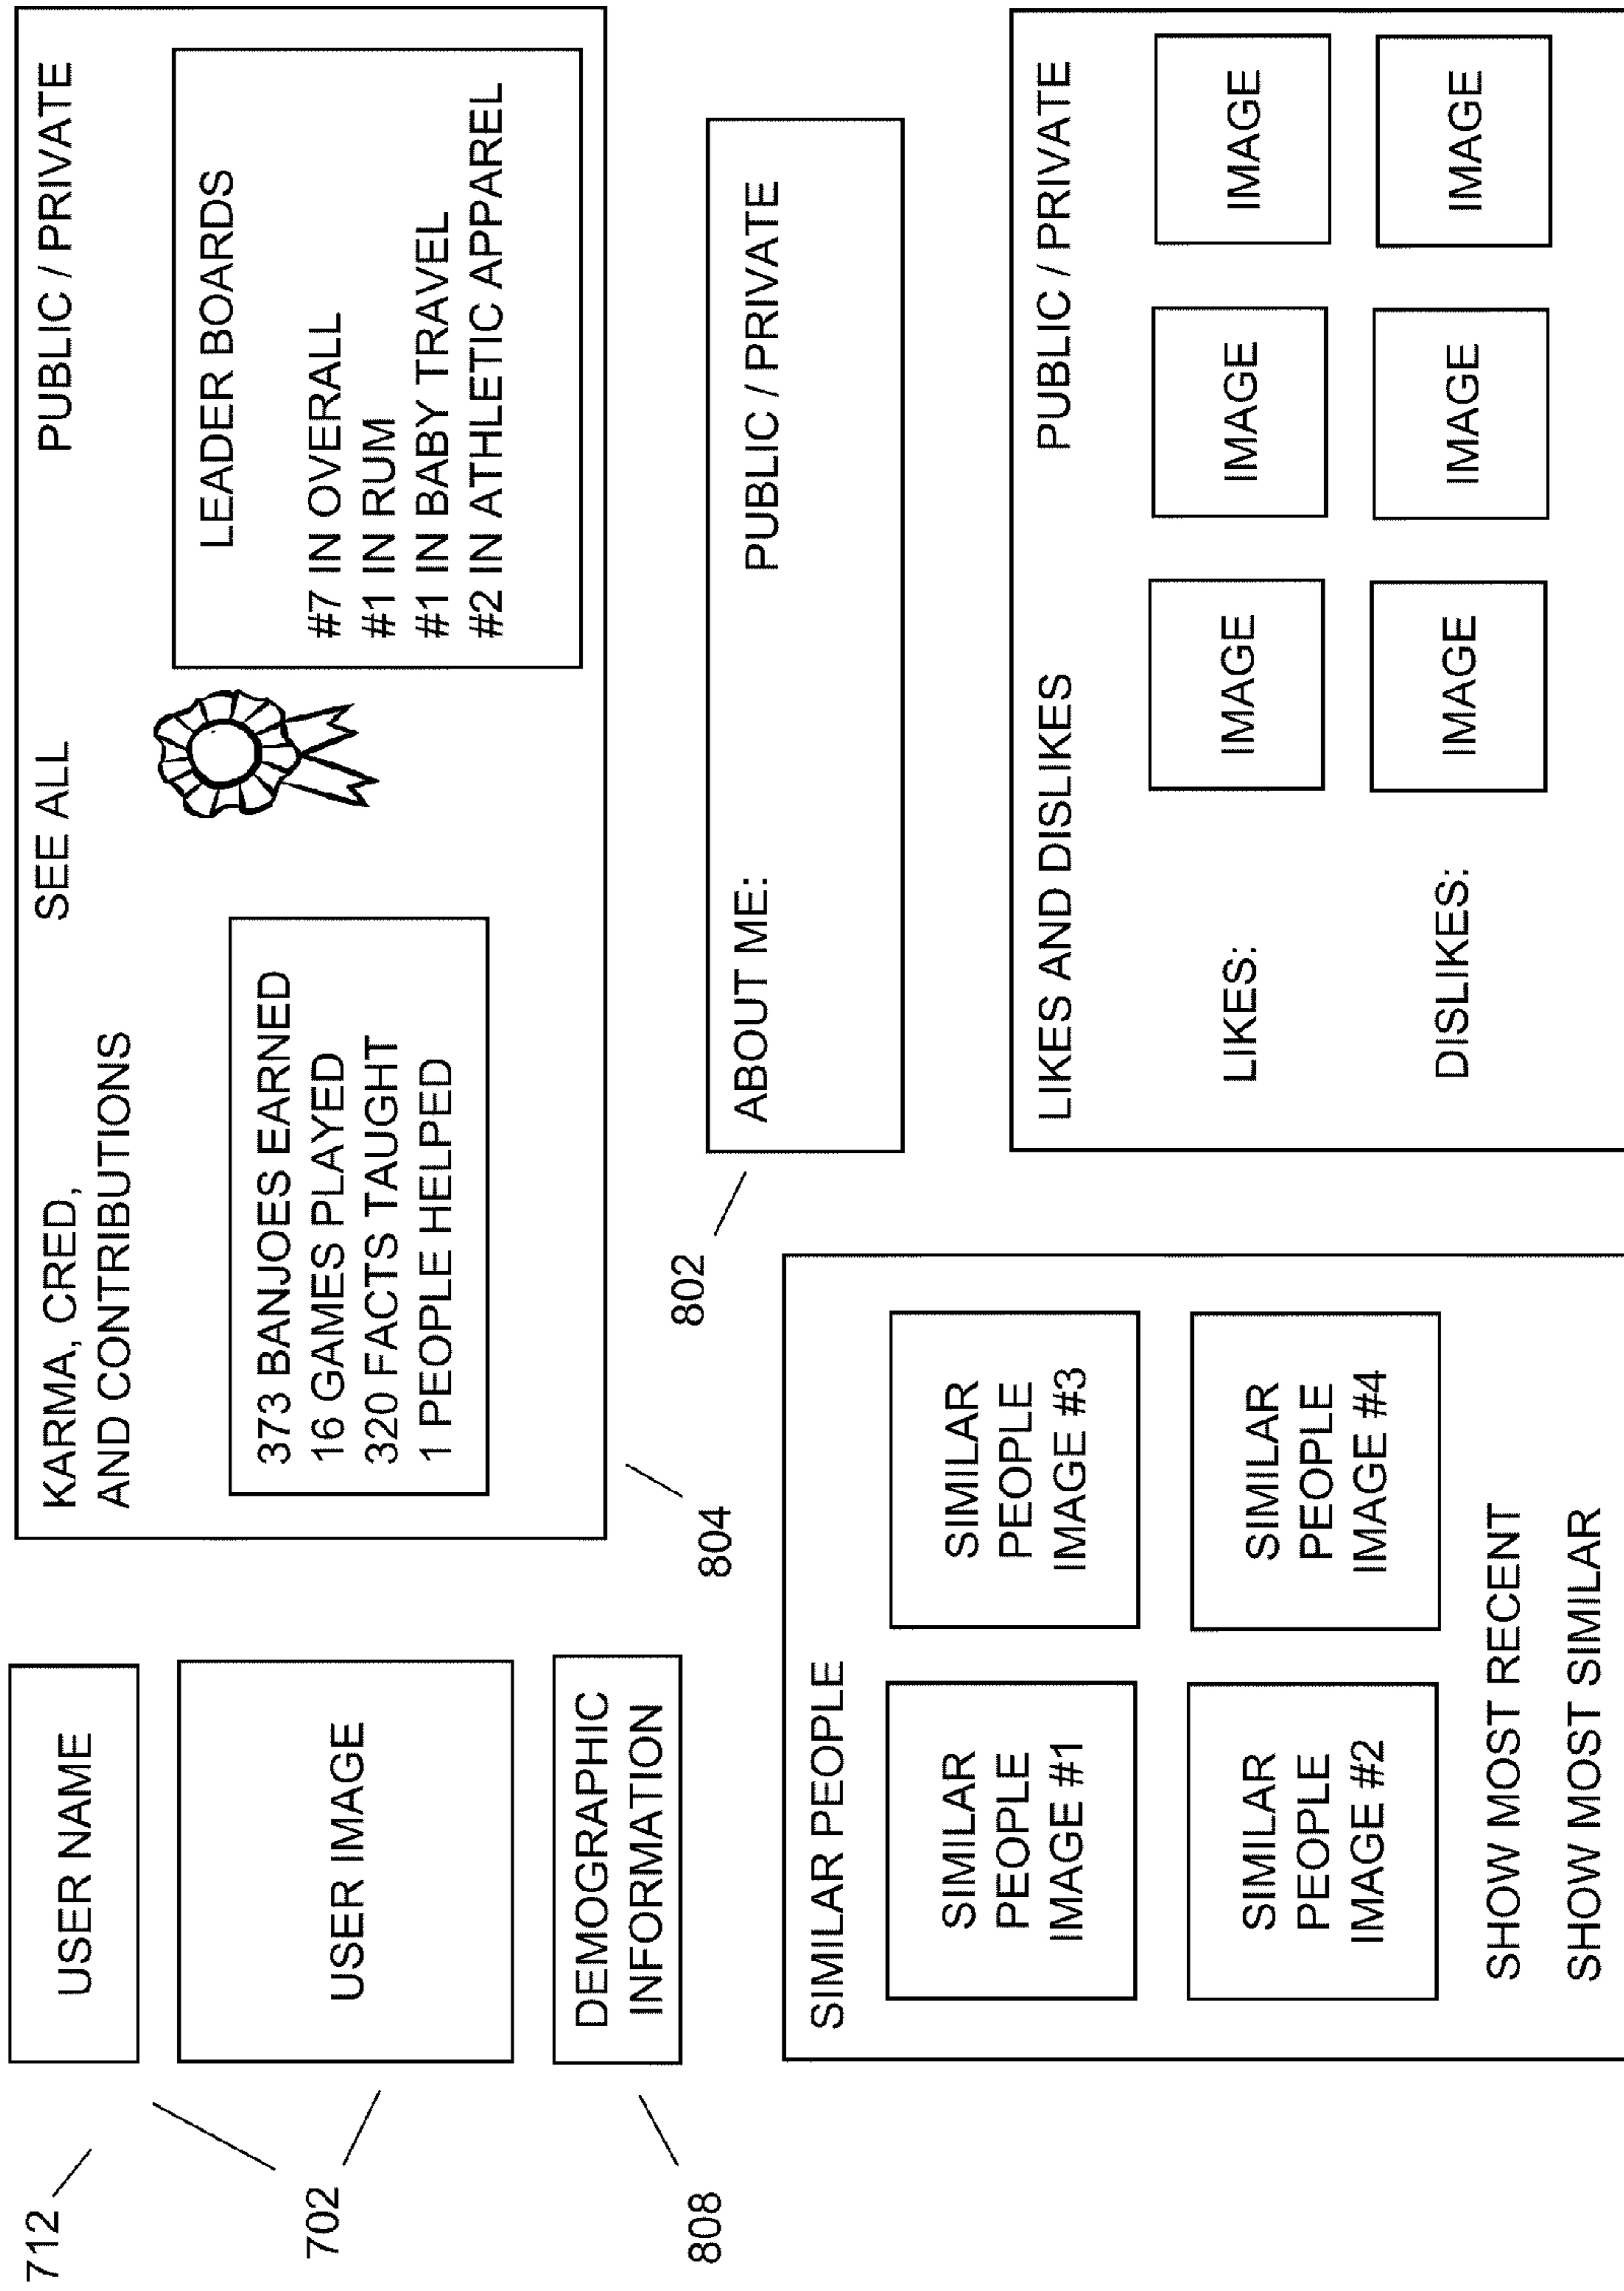 712
702
808
USER NAME
USER IMAGE
DEMOGRAPHIC
INFORMATION
KARMA, CRED,
AND CONTRIBUTIONS
SEE ALL
PUBLIC / PRIVATE
373 BANJOES EARNED
16 GAMES PLAYED
320 FACTS TAUGHT
1 PEOPLE HELPED
LEADER BOARDS
#7 IN OVERALL
#1 IN RUM
#1 IN BABY TRAVEL
#2 IN ATHLETIC APPAREL
804
802
ABOUT ME:
PUBLIC / PRIVATE
SIMILAR PEOPLE
SIMILAR
PEOPLE
IMAGE #1
SIMILAR
PEOPLE
IMAGE #3
SIMILAR
PEOPLE
IMAGE #2
SIMILAR
PEOPLE
IMAGE #4
SHOW MOST RECENT
SHOW MOST SIMILAR
LIKES AND DISLIKES
PUBLIC / PRIVATE
LIKES:
IMAGE
IMAGE
IMAGE
DISLIKES:
IMAGE
IMAGE
IMAGE